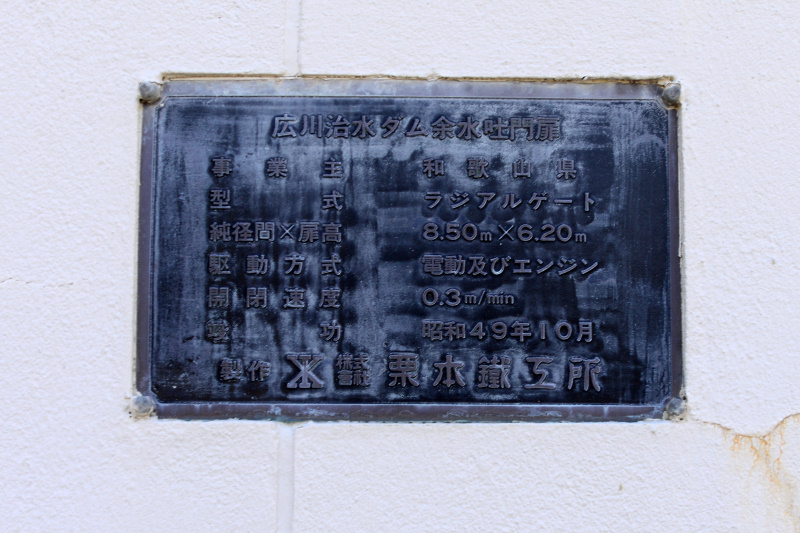 広川治水ダム余水吐門扉
事業主 和歌山県
型式 ラジアルゲート
純径間×扉高 8.50m×6.20m
駆動方式 電動及びエンジン
開閉速度 0.3m/min
竣功 昭和49年10月
製作 株式会社 栗本鐵工所